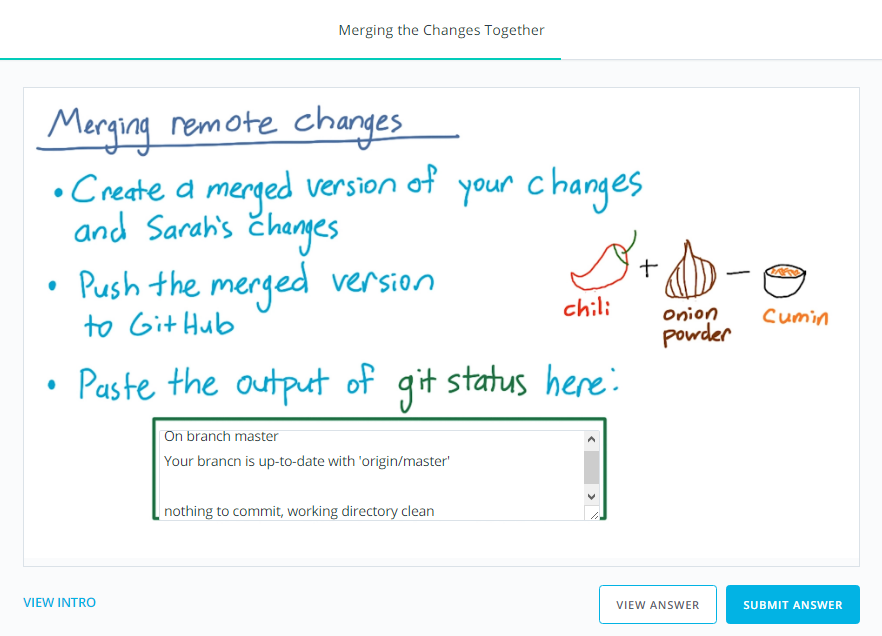 Merging the Changes Together
Merging remote changes
• Create a merged version of your changes
and Sarah's changes
• Push the merged version
to GitHub
• Paste the output of git status here:
chili
+
onion
powder
—
Cumin
On branch master
Your brancn is up-to-date with 'origin/master'
nothing to commit, working directory clean
VIEW INTRO
VIEW ANSWER
SUBMIT ANSWER